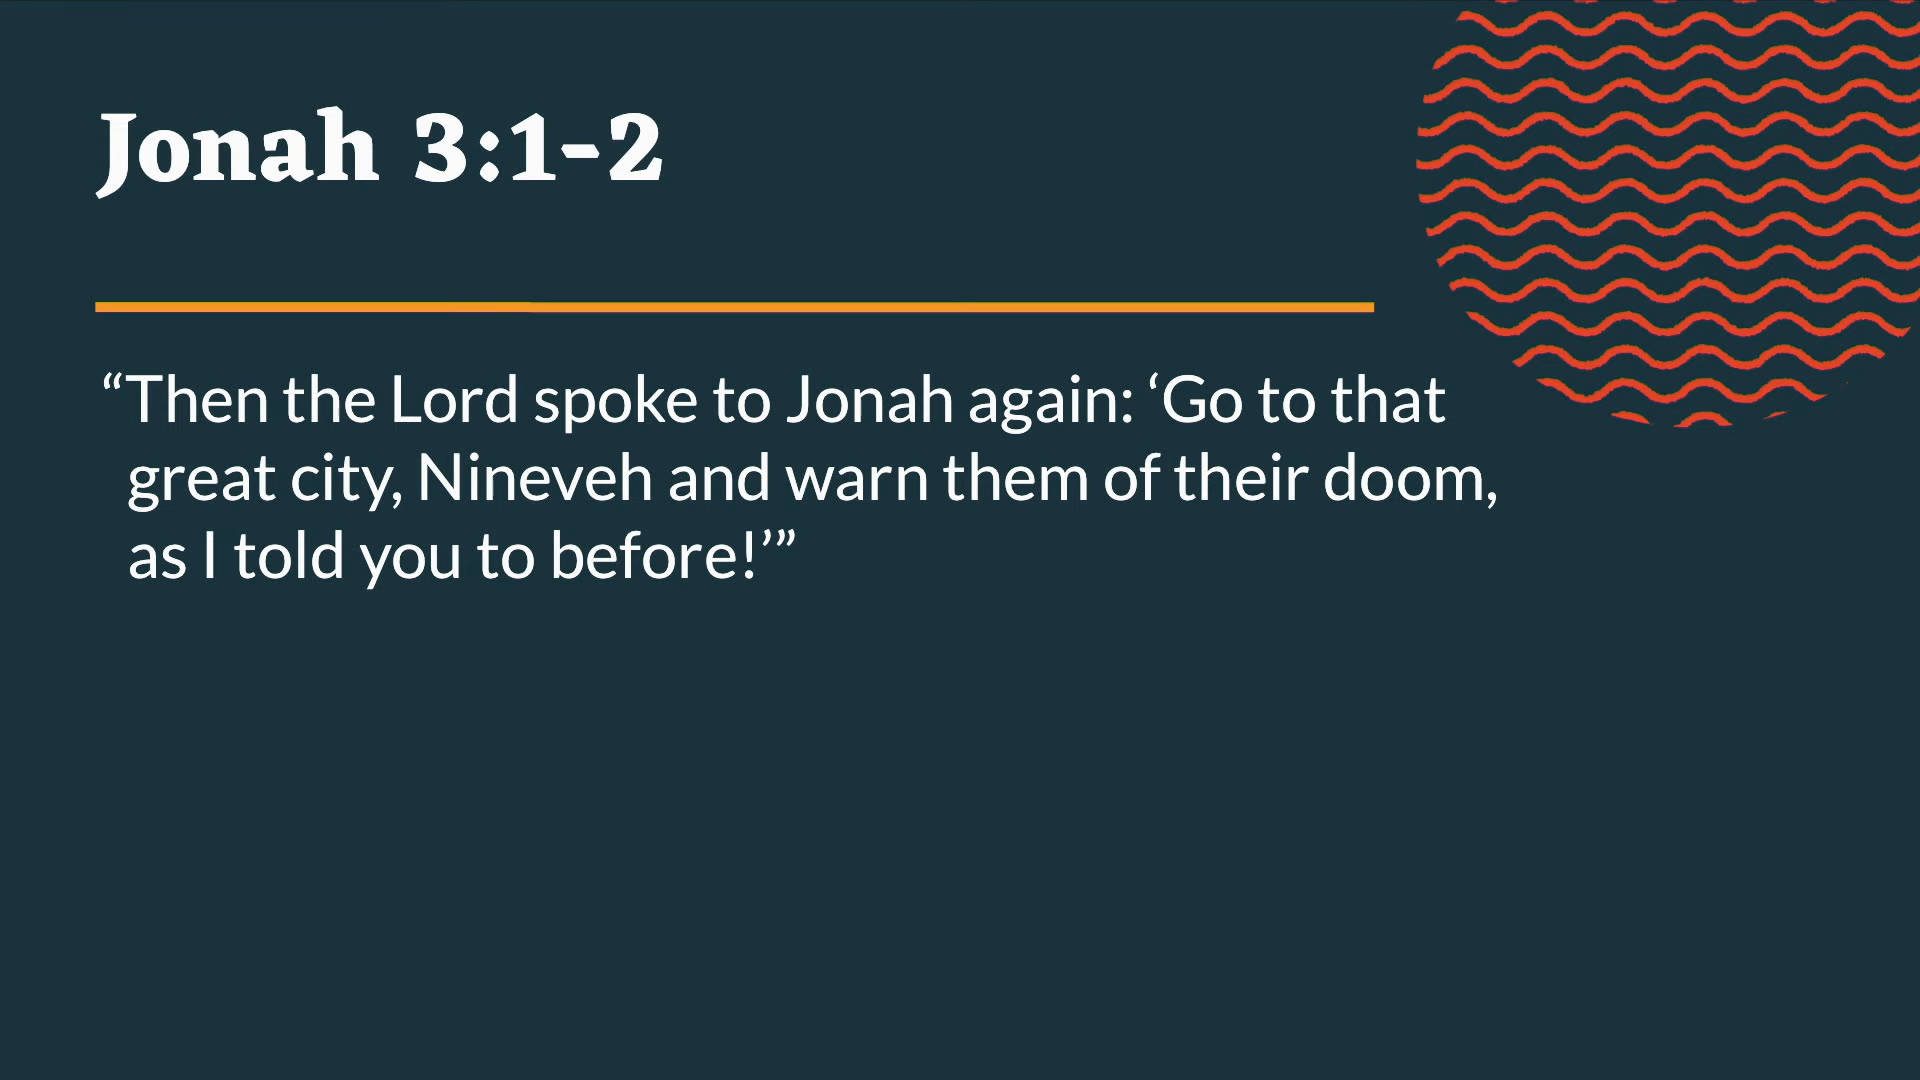 Jonah 3:1-2
“Then the Lord spoke to Jonah again: ‘Go to that
great city, Nineveh and warn them of their doom,
as I told you to before!’”